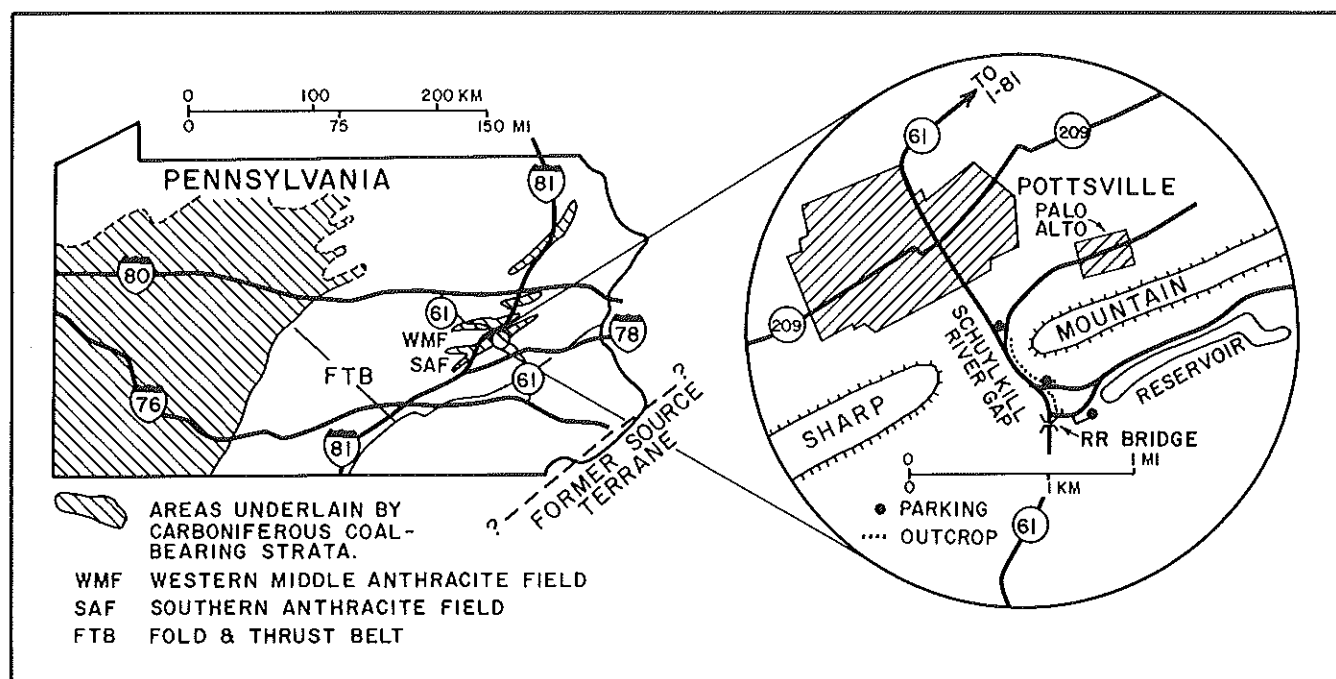 0 100 200 KM
0 75 150 MI
PENNSYLVANIA
81
80
61
WMF
SAF
78
FTB
76
61
81
?
FORMER SOURCE
TERRANE
?
AREAS UNDERLAIN BY
CARBONIFEROUS COAL-
BEARING STRATA.
WMF WESTERN MIDDLE ANTHRACITE FIELD
SAF SOUTHERN ANTHRACITE FIELD
FTB FOLD & THRUST BELT
TO
I-81
61
209
POTTSVILLE
PALO
ALTO
209
SCHUYLKILL
RIVER GAP
MOUNTAIN
RESERVOIR
SHARP
RR BRIDGE
0 1 MI
0 1 KM
PARKING
OUTCROP
61